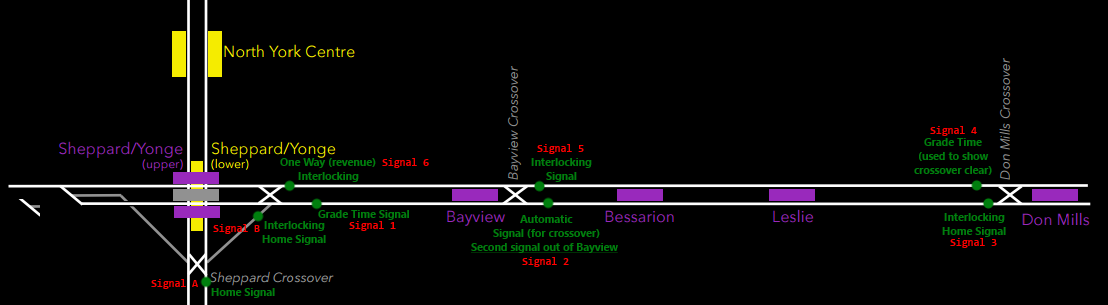 North York Centre
Sheppard/Yonge
(upper)
Sheppard/Yonge
(lower)
One Way (revenue) Signal 6
Interlocking
Bayview Crossover
Signal 5
Interlocking
Signal
Signal 4
Grade Time
(used to show
crossover clear)
Don Mills Crossover
Grade Time Signal
Signal 1
Signal B
Interlocking
Home Signal
Bayview
Automatic
Signal (for crossover)
Second signal out of Bayview
Signal 2
Bessarion
Leslie
Interlocking
Home Signal
Signal 3
Don Mills
Sheppard Crossover
Signal A
Home Signal